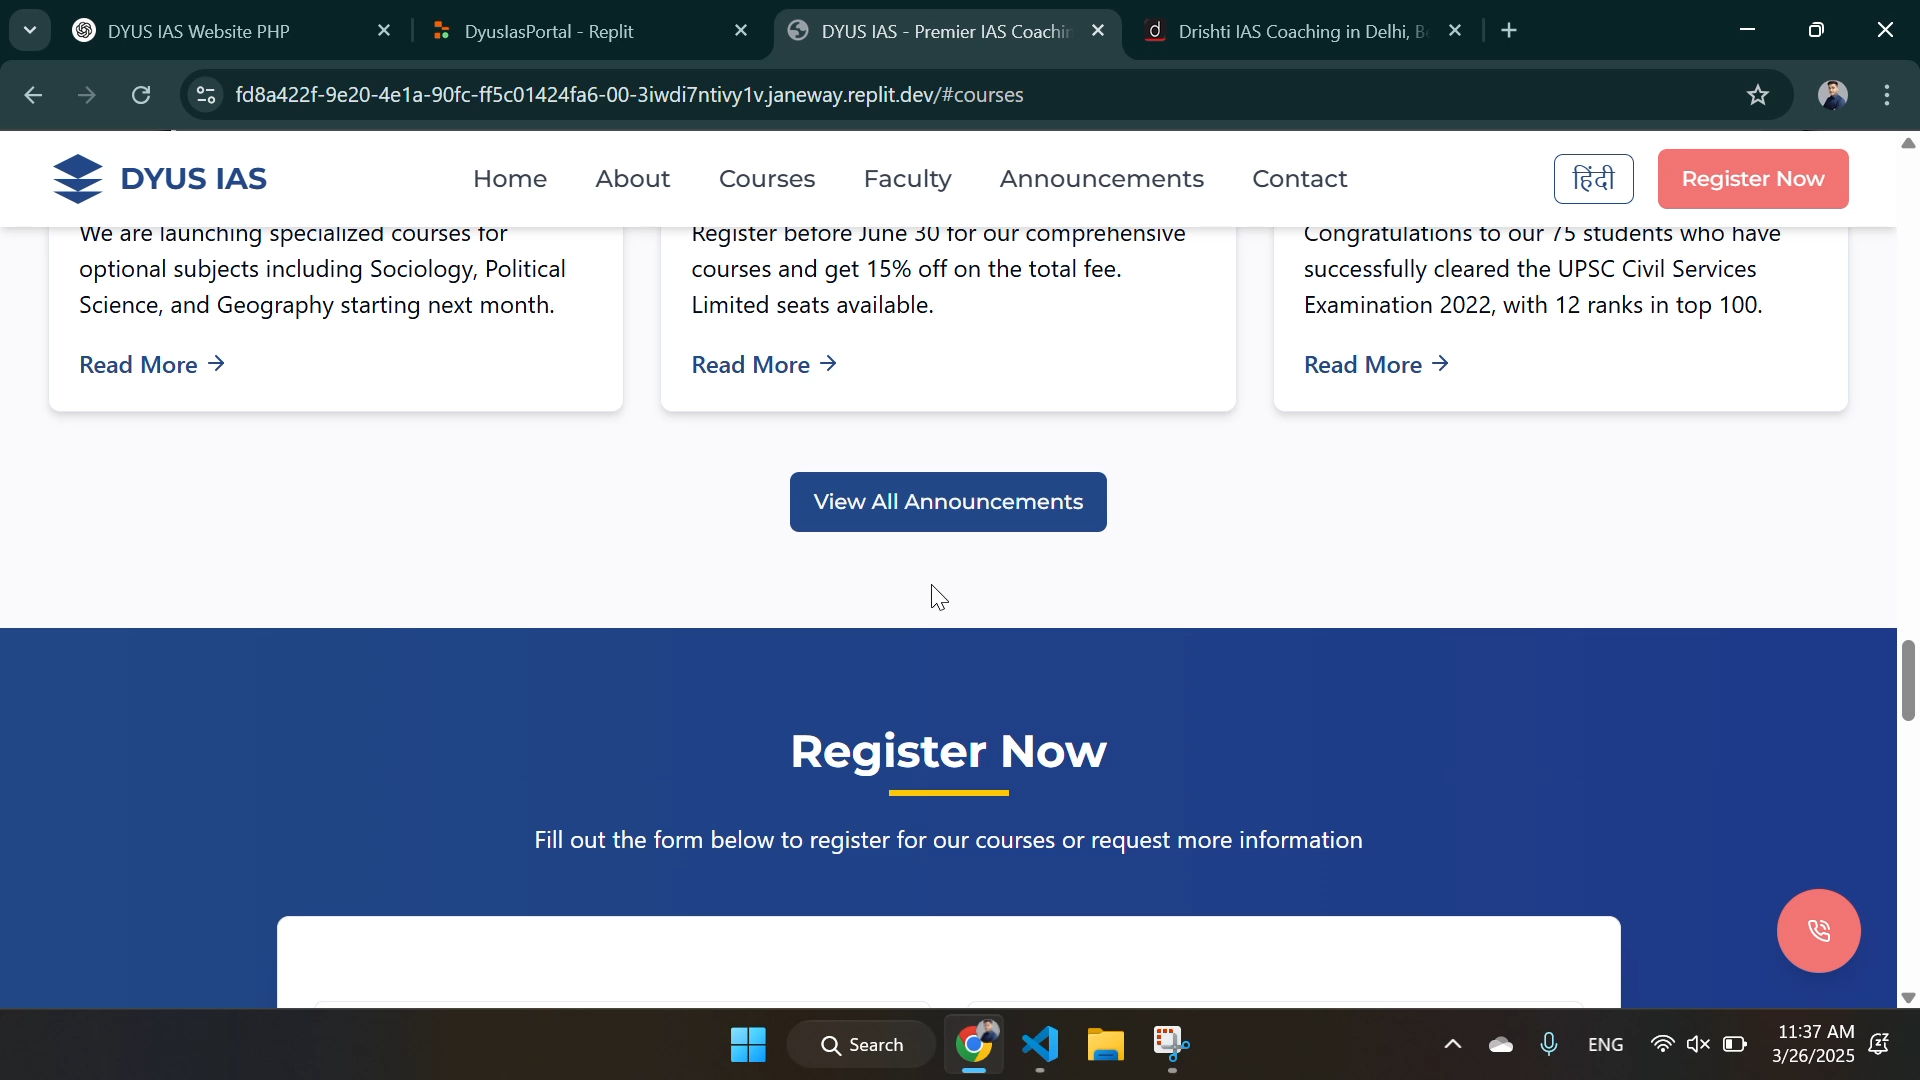 DYUS IAS Website PHP
DyusIasPortal - Replit
DYUS IAS - Premier IAS Coachin
Drishti IAS Coaching in Delhi, B
fd8a422f-9e20-4e1a-90fc-ff5c01424fa6-00-3iwdi7ntivy1v.janeway.replit.dev/#courses
DYUS IAS
Home
About
Courses
Faculty
Announcements
Contact
हिंदी
Register Now
We are launching specialized courses for
optional subjects including Sociology, Political
Science, and Geography starting next month.
Read More →
Register before June 30 for our comprehensive
courses and get 15% off on the total fee.
Limited seats available.
Read More →
Congratulations to our 75 students who have
successfully cleared the UPSC Civil Services
Examination 2022, with 12 ranks in top 100.
Read More →
View All Announcements
Register Now
Fill out the form below to register for our courses or request more information
Search
ENG
11:37 AM
3/26/2025